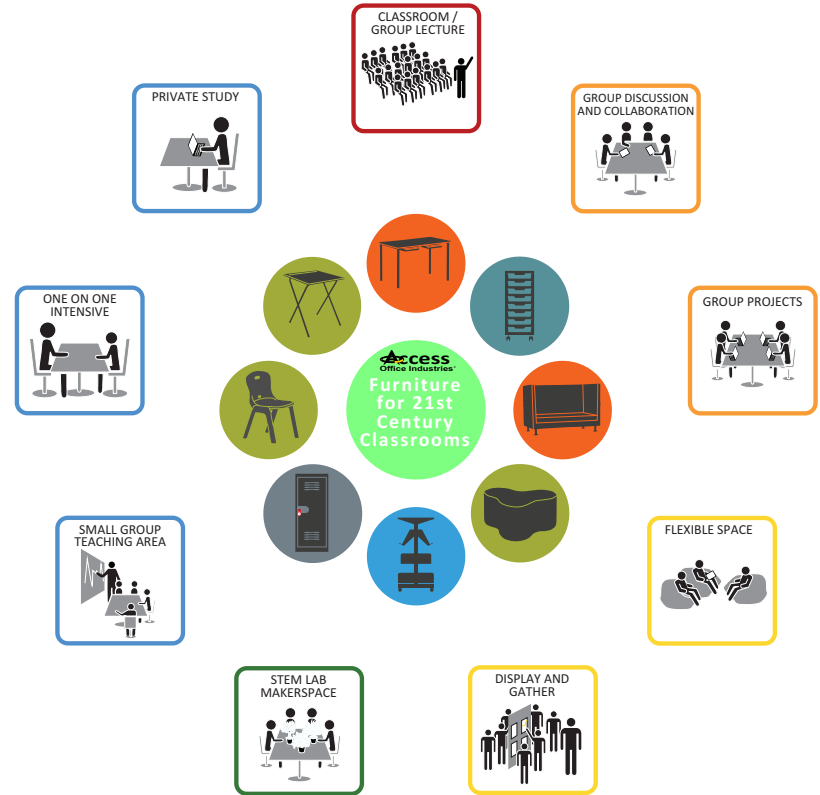 CLASSROOM /
GROUP LECTURE
PRIVATE STUDY
GROUP DISCUSSION
AND COLLABORATION
ONE ON ONE
INTENSIVE
GROUP PROJECTS
Access
Office Industries®
Furniture
for 21st
Century
Classrooms
SMALL GROUP
TEACHING AREA
FLEXIBLE SPACE
STEM LAB
MAKERSPACE
DISPLAY AND
GATHER